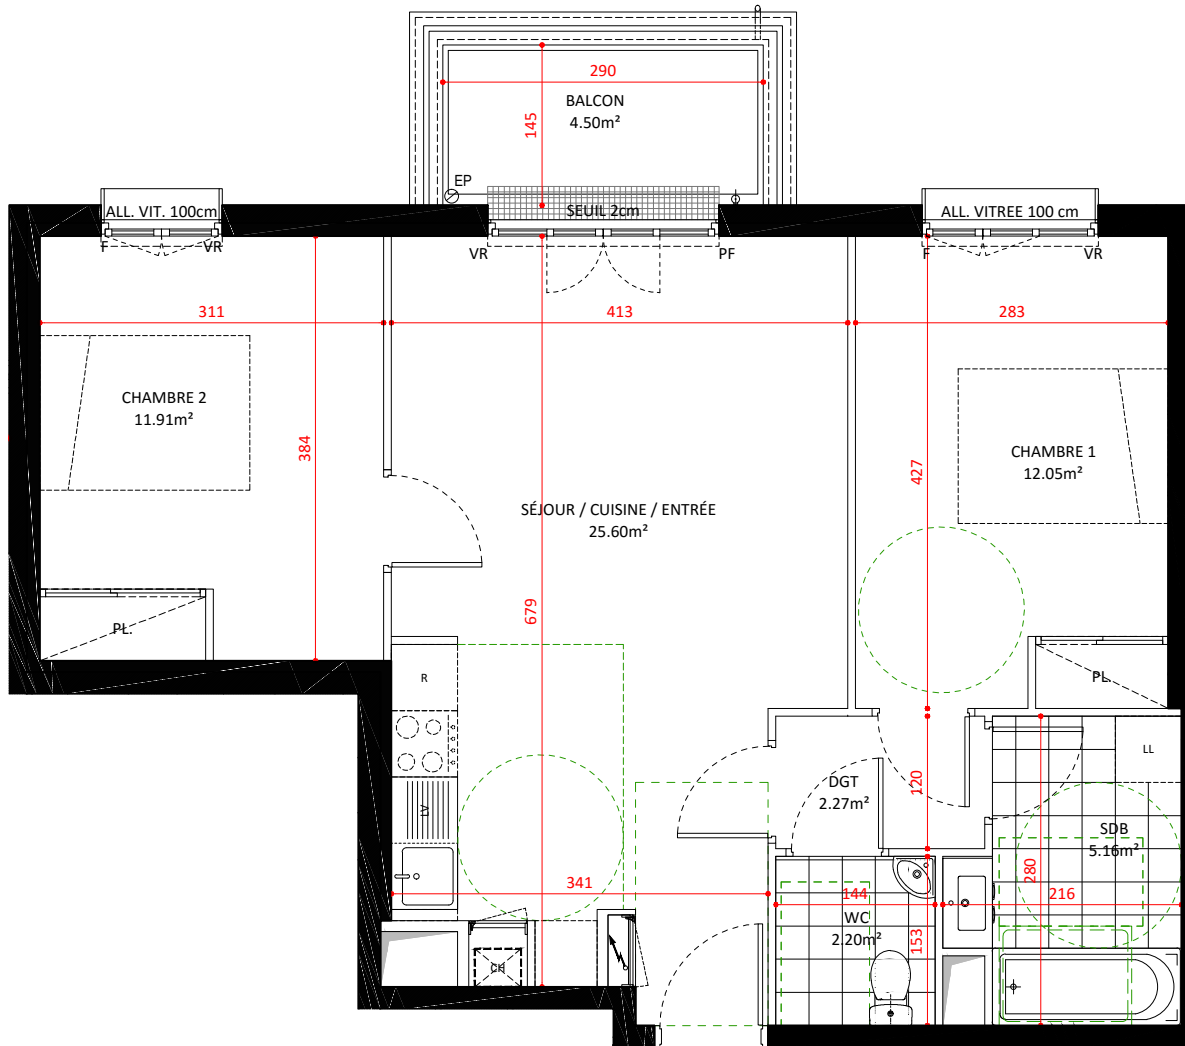 290
BALCON
4.50m²
145
EP
ALL. VIT. 100cm
SEUIL 2cm
ALL. VITREE 100 cm
F
VR
VR
PF
F
VR
311
413
283
CHAMBRE 2
11.91m²
384
CHAMBRE 1
12.05m²
427
SÉJOUR / CUISINE / ENTRÉE
25.60m²
679
PL.
R
PL.
LL
DGT
2.27m²
120
LV
SDB
5.16m²
280
341
144
216
WC
2.20m²
153
CH